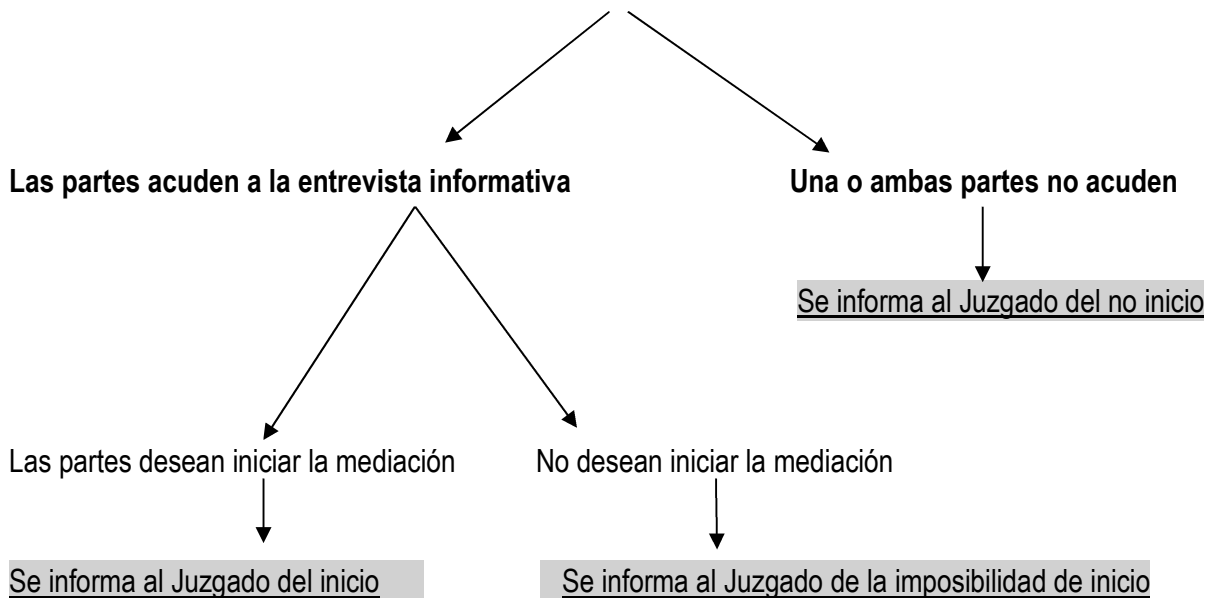 Las partes acuden a la entrevista informativa
Una o ambas partes no acuden
Se informa al Juzgado del no inicio
Las partes desean iniciar la mediación
No desean iniciar la mediación
Se informa al Juzgado del inicio
Se informa al Juzgado de la imposibilidad de inicio